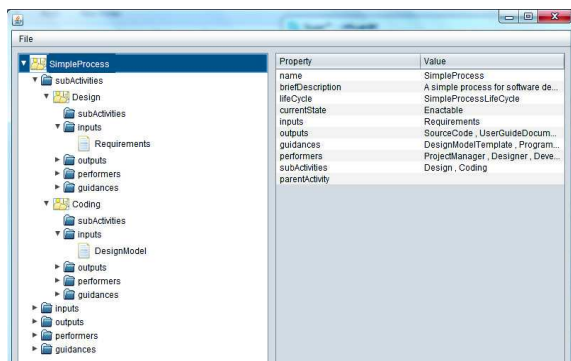 File
SimpleProcess
subActivities
Design
subActivities
inputs
Requirements
outputs
performers
guidances
Coding
subActivities
inputs
DesignModel
outputs
performers
guidances
inputs
outputs
performers
guidances
Property Value
name SimpleProcess
briefDescription A simple process for software de...
lifeCycle SimpleProcessLifeCycle
currentState Enactable
inputs Requirements
outputs SourceCode , UserGuideDocum...
guidances DesignModelTemplate , Program...
performers ProjectManager , Designer , Deve...
subActivities Design , Coding
parentActivity